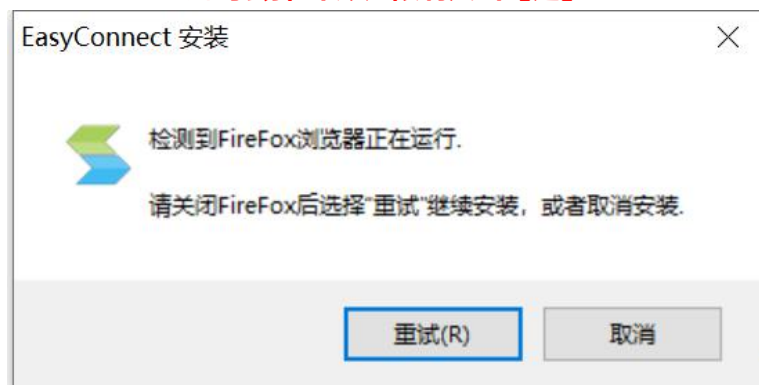 EasyConnect 安装
检测到FireFox浏览器正在运行.
请关闭FireFox后选择"重试"继续安装，或者取消安装.
重试(R)
取消